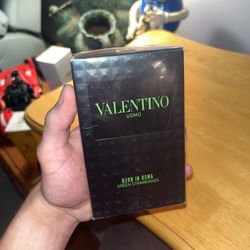 VALENTINO
UOMO
BORN IN ROMA
GREEN STRAVAGANZA